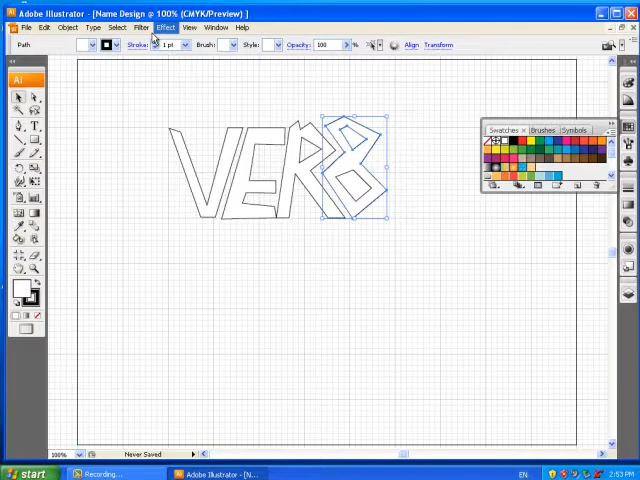 Adobe Illustrator - [Name Design @ 100% (CMYK/Preview) ]
File Edit Object Type Select Filter Effect View Window Help
Path Stroke: 1 pt Brush: Style: Opacity: 100 % Align Transform
Ai
VERB
Swatches × Brushes Symbols
100% Never Saved
start Recording... Adobe Illustrator - [N... EN 2:53 PM